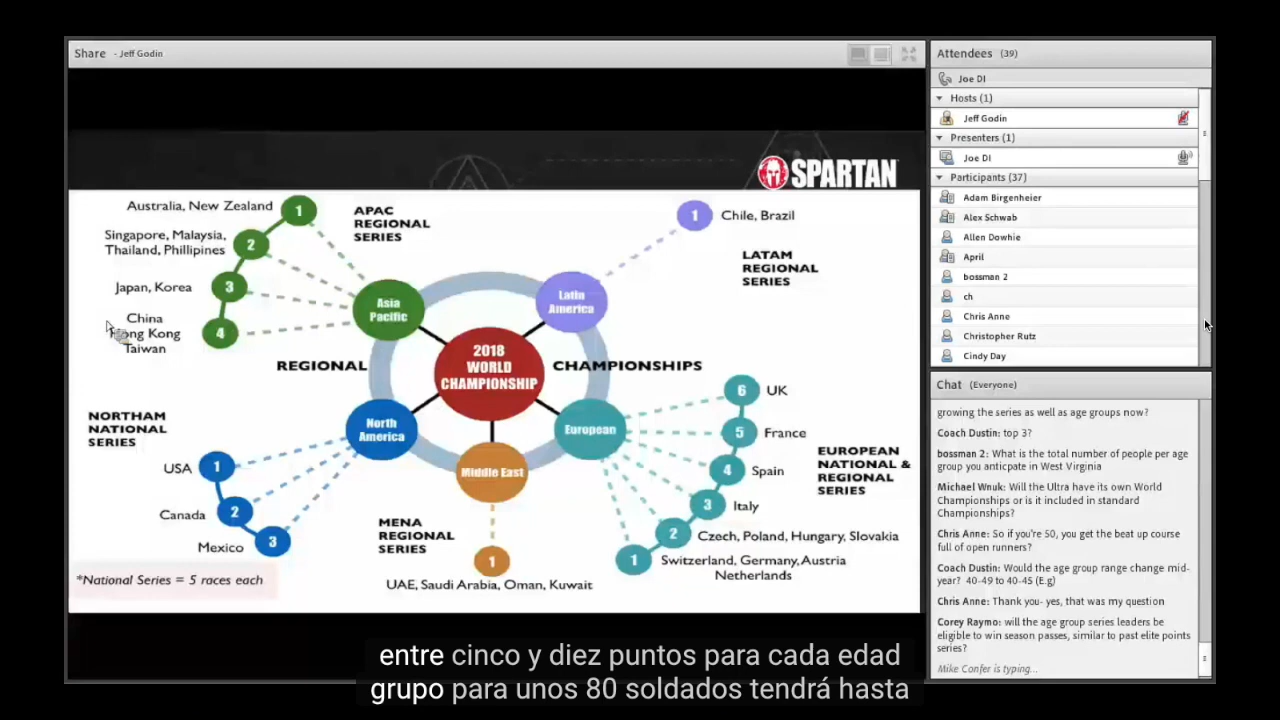 Share - Jeff Godin
SPARTAN
Australia, New Zealand
1
APAC
REGIONAL
SERIES
Singapore, Malaysia,
Thailand, Phillipines
2
Japan, Korea
3
China
Hong Kong
Taiwan
4
Asia
Pacific
1
Chile, Brazil
LATAM
REGIONAL
SERIES
Latin
America
REGIONAL
2018
WORLD
CHAMPIONSHIP
CHAMPIONSHIPS
NORTHAM
NATIONAL
SERIES
North
America
USA
1
Canada
2
Mexico
3
*National Series = 5 races each
Middle East
MENA
REGIONAL
SERIES
1
UAE, Saudi Arabia, Oman, Kuwait
European
6
UK
5
France
4
Spain
3
Italy
2
Czech, Poland, Hungary, Slovakia
1
Switzerland, Germany,Austria
Netherlands
EUROPEAN
NATIONAL &
REGIONAL
SERIES
Attendees (39)
Joe DI
Hosts (1)
Jeff Godin
Presenters (1)
Joe DI
Participants (37)
Adam Birgenheier
Alex Schwab
Allen Dowhie
April
bossman 2
ch
Chris Anne
Christopher Rutz
Cindy Day
Chat (Everyone)
growing the series as well as age groups now?
Coach Dustin: top 3?
bossman 2: What is the total number of people per age
group you anticpate in West Virginia
Michael Wnuk: Will the Ultra have its own World
Championships or is it included in standard
Championships?
Chris Anne: So if you're 50, you get the beat up course
full of open runners?
Coach Dustin: Would the age group range change mid-
year? 40-49 to 40-45 (E.g)
Chris Anne: Thank you- yes, that was my question
Corey Raymo: will the age group series leaders be
eligible to win season passes, similar to past elite points
series?
Mike Confer is typing...
entre cinco y diez puntos para cada edad
grupo para unos 80 soldados tendrá hasta